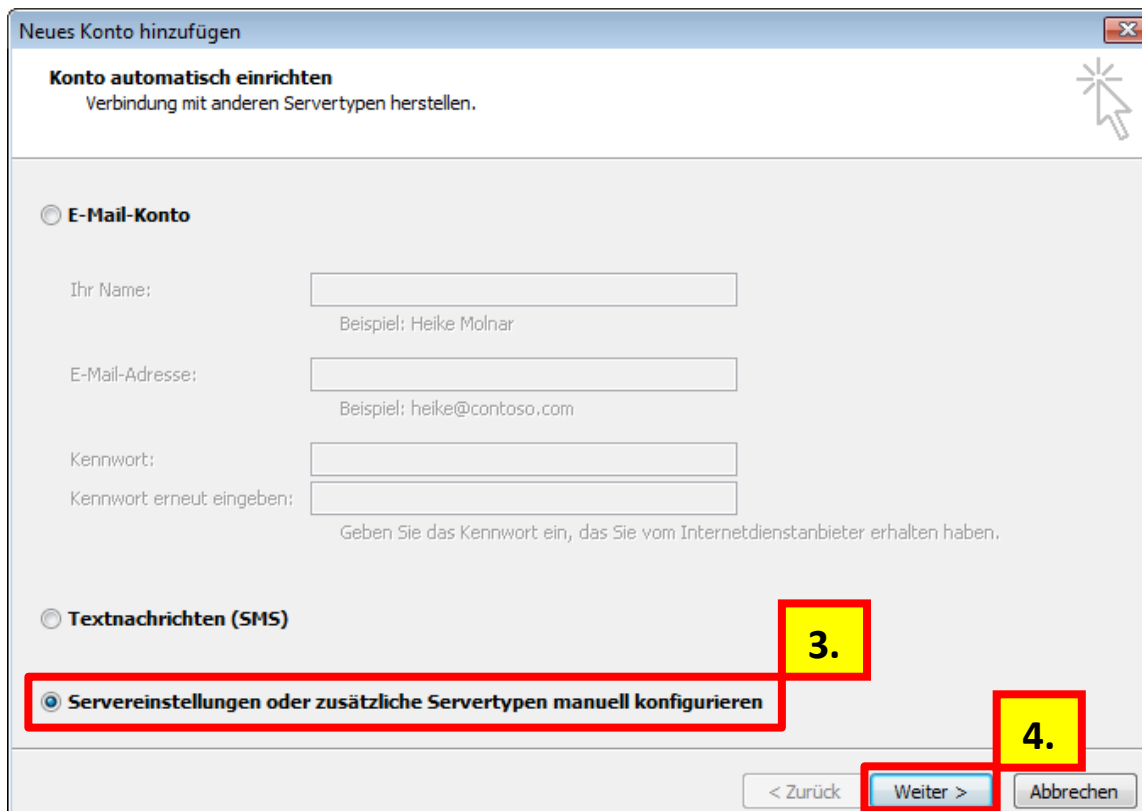 Neues Konto hinzufügen
Konto automatisch einrichten
Verbindung mit anderen Servertypen herstellen.
E-Mail-Konto
Ihr Name:
Beispiel: Heike Molnar
E-Mail-Adresse:
Beispiel: heike@contoso.com
Kennwort:
Kennwort erneut eingeben:
Geben Sie das Kennwort ein, das Sie vom Internetdienstanbieter erhalten haben.
Textnachrichten (SMS)
3.
Servereinstellungen oder zusätzliche Servertypen manuell konfigurieren
4.
< Zurück Weiter > Abbrechen